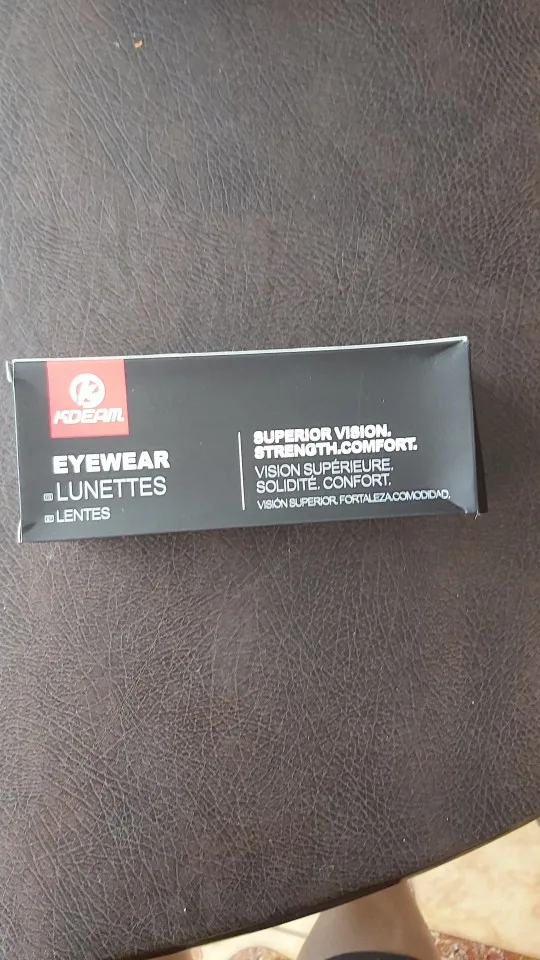 KDEAM
EYEWEAR
LUNETTES
LENTES
SUPERIOR VISION.
STRENGTH.COMFORT.
VISION SUPÉRIEURE.
SOLIDITÉ. CONFORT.
VISIÓN SUPERIOR. FORTALEZA.COMODIDAD.